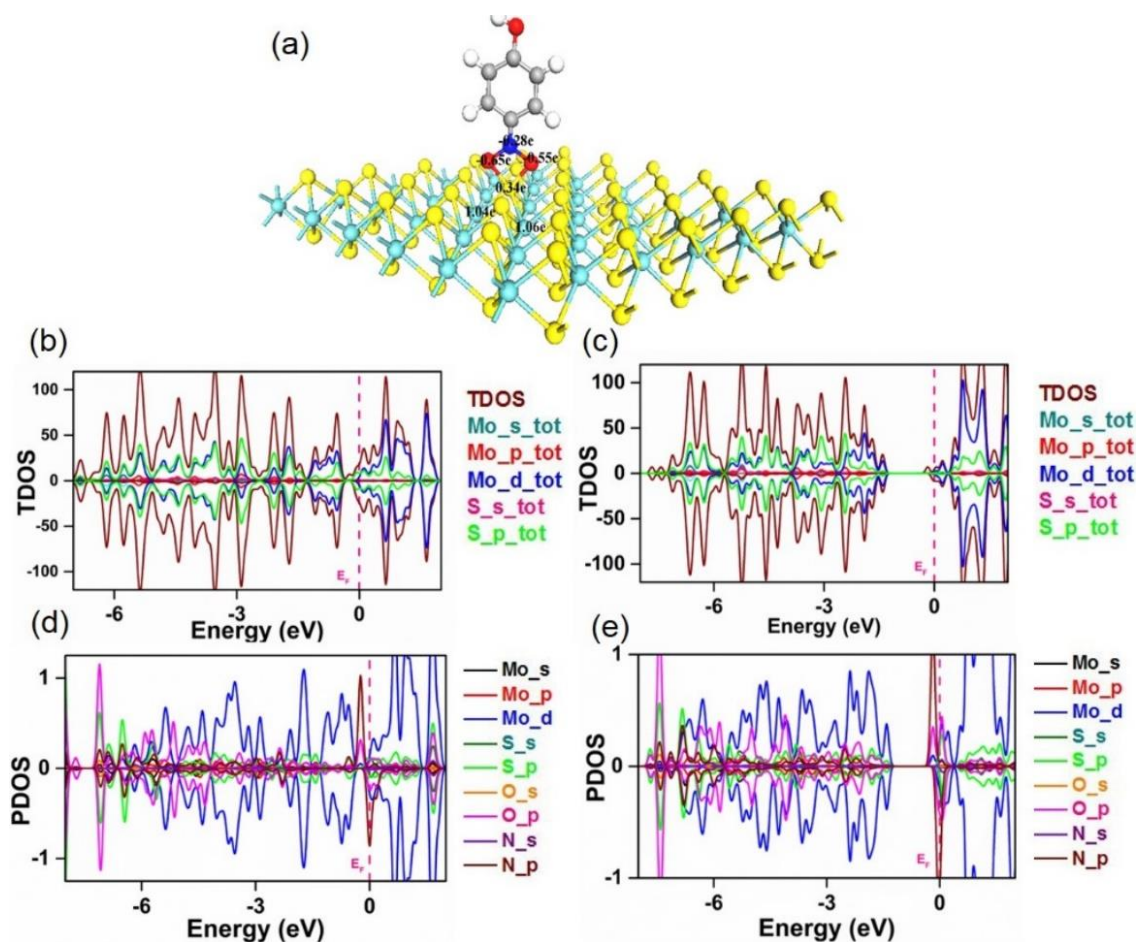 (a)
-0.28e
-0.65e
-0.55e
0.34e
1.04e
1.06e
(b)
(c)
100
50
0
-50
-100
TDOS
E_F
-6
-3
0
Energy (eV)
TDOS
Mo_s_tot
Mo_p_tot
Mo_d_tot
S_s_tot
S_p_tot
100
50
0
-50
-100
TDOS
E_F
-6
-3
0
Energy (eV)
TDOS
Mo_s_tot
Mo_p_tot
Mo_d_tot
S_s_tot
S_p_tot
(d)
(e)
1
0
-1
PDOS
E_F
-6
-3
0
Energy (eV)
Mo_s
Mo_p
Mo_d
S_s
S_p
O_s
O_p
N_s
N_p
1
0
-1
PDOS
E_F
-6
-3
0
Energy (eV)
Mo_s
Mo_p
Mo_d
S_s
S_p
O_s
O_p
N_s
N_p